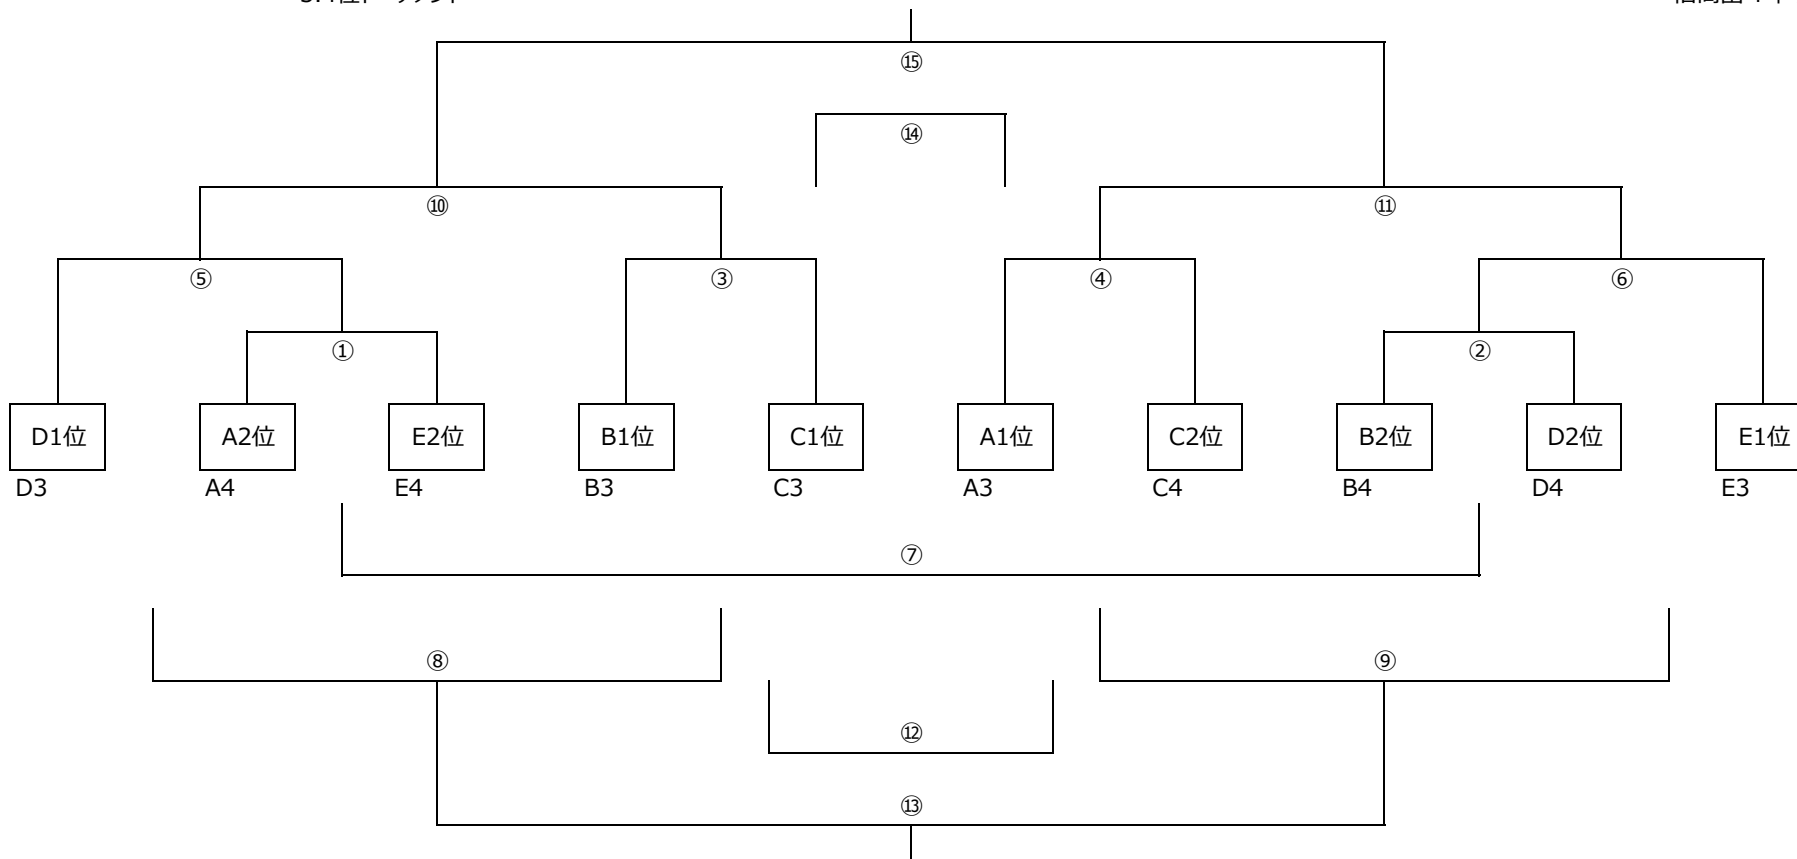 ⑮
⑭
⑩ ⑪
⑤ ③ ④ ⑥
① ②
D1位 A2位 E2位 B1位 C1位 A1位 C2位 B2位 D2位 E1位
D3 A4 E4 B3 C3 A3 C4 B4 D4 E3
⑦
⑧ ⑨
⑫
⑬